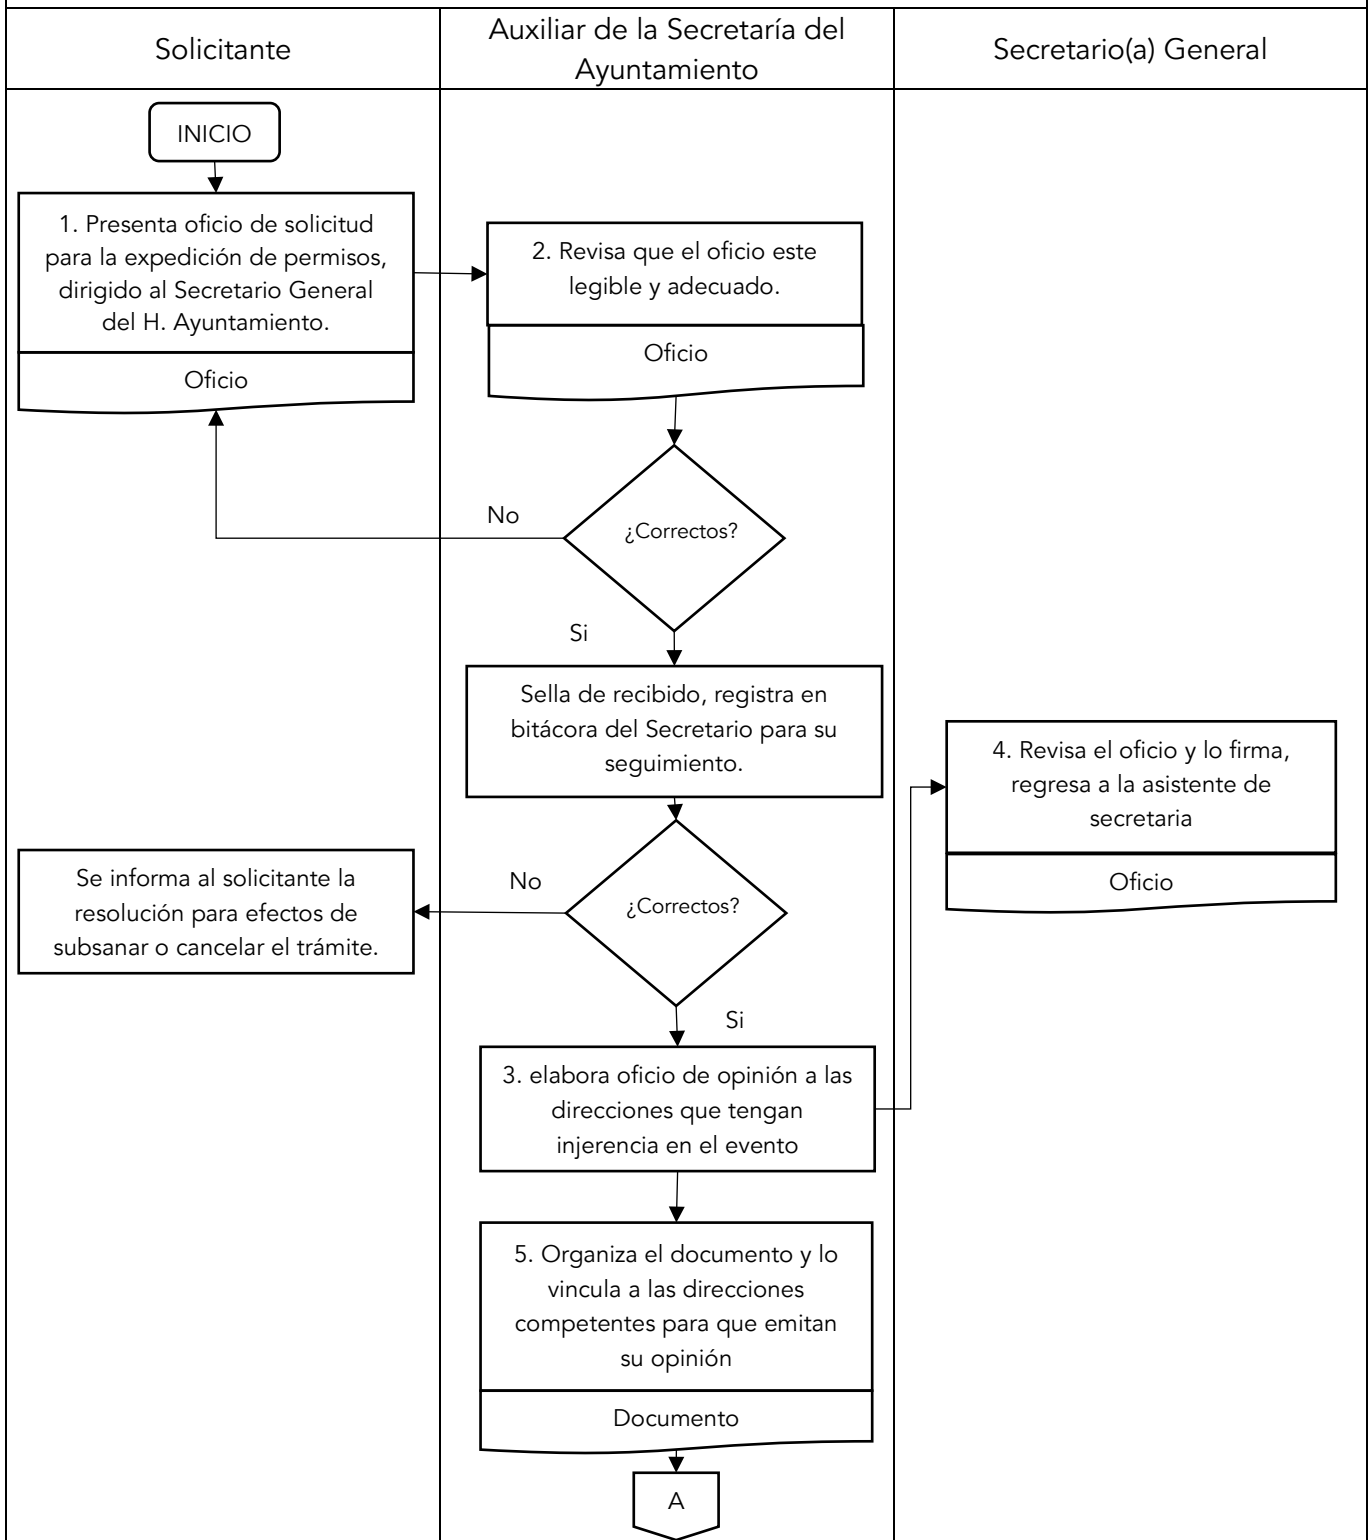 Solicitante
Auxiliar de la Secretaría del
Ayuntamiento
Secretario(a) General
INICIO
1. Presenta oficio de solicitud
para la expedición de permisos,
dirigido al Secretario General
del H. Ayuntamiento.
Oficio
2. Revisa que el oficio este
legible y adecuado.
Oficio
No
¿Correctos?
Si
Sella de recibido, registra en
bitácora del Secretario para su
seguimiento.
4. Revisa el oficio y lo firma,
regresa a la asistente de
secretaria
Oficio
Se informa al solicitante la
resolución para efectos de
subsanar o cancelar el trámite.
No
¿Correctos?
Si
3. elabora oficio de opinión a las
direcciones que tengan
injerencia en el evento
5. Organiza el documento y lo
vincula a las direcciones
competentes para que emitan
su opinión
Documento
A